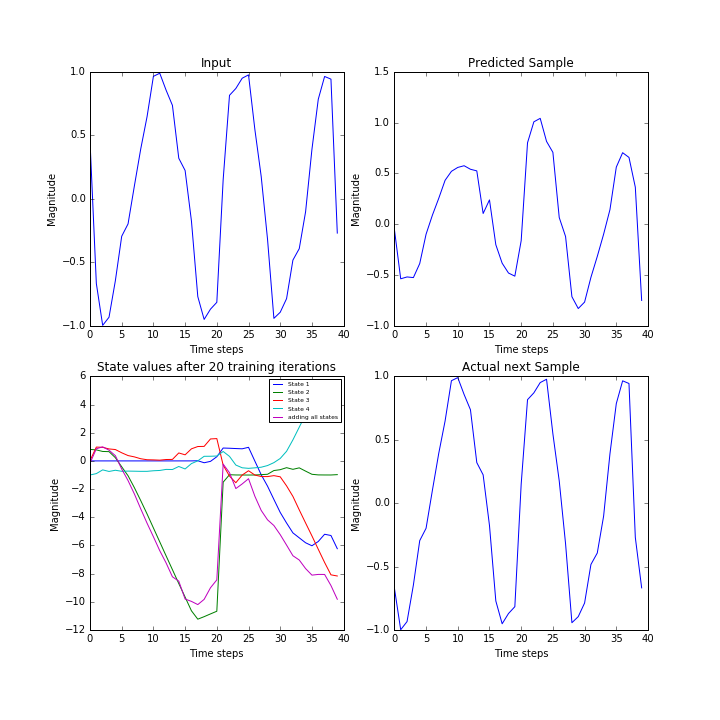 Input
1.0
0.5
0.0
−0.5
−1.0
Magnitude
0 5 10 15 20 25 30 35 40
Time steps
Predicted Sample
1.5
1.0
0.5
0.0
−0.5
−1.0
Magnitude
0 5 10 15 20 25 30 35 40
Time steps
State values after 20 training iterations
6
4
2
0
−2
−4
−6
−8
−10
−12
Magnitude
State 1
State 2
State 3
State 4
adding all states
0 5 10 15 20 25 30 35 40
Time steps
Actual next Sample
1.0
0.5
0.0
−0.5
−1.0
Magnitude
0 5 10 15 20 25 30 35 40
Time steps